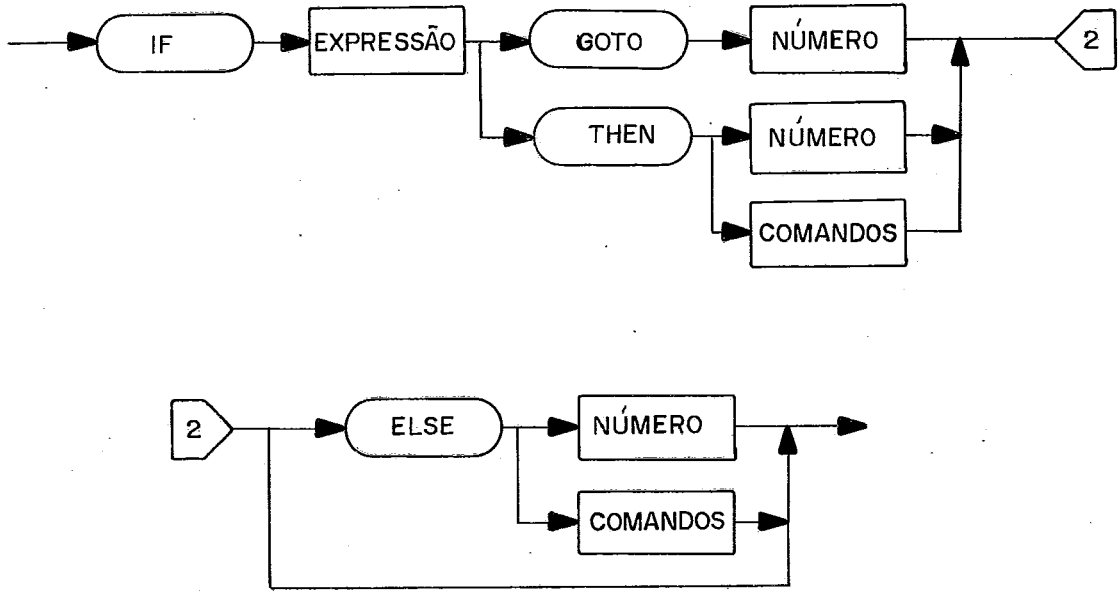 IF EXPRESSÃO GOTO NÚMERO 2
THEN NÚMERO
COMANDOS
2 ELSE NÚMERO
COMANDOS